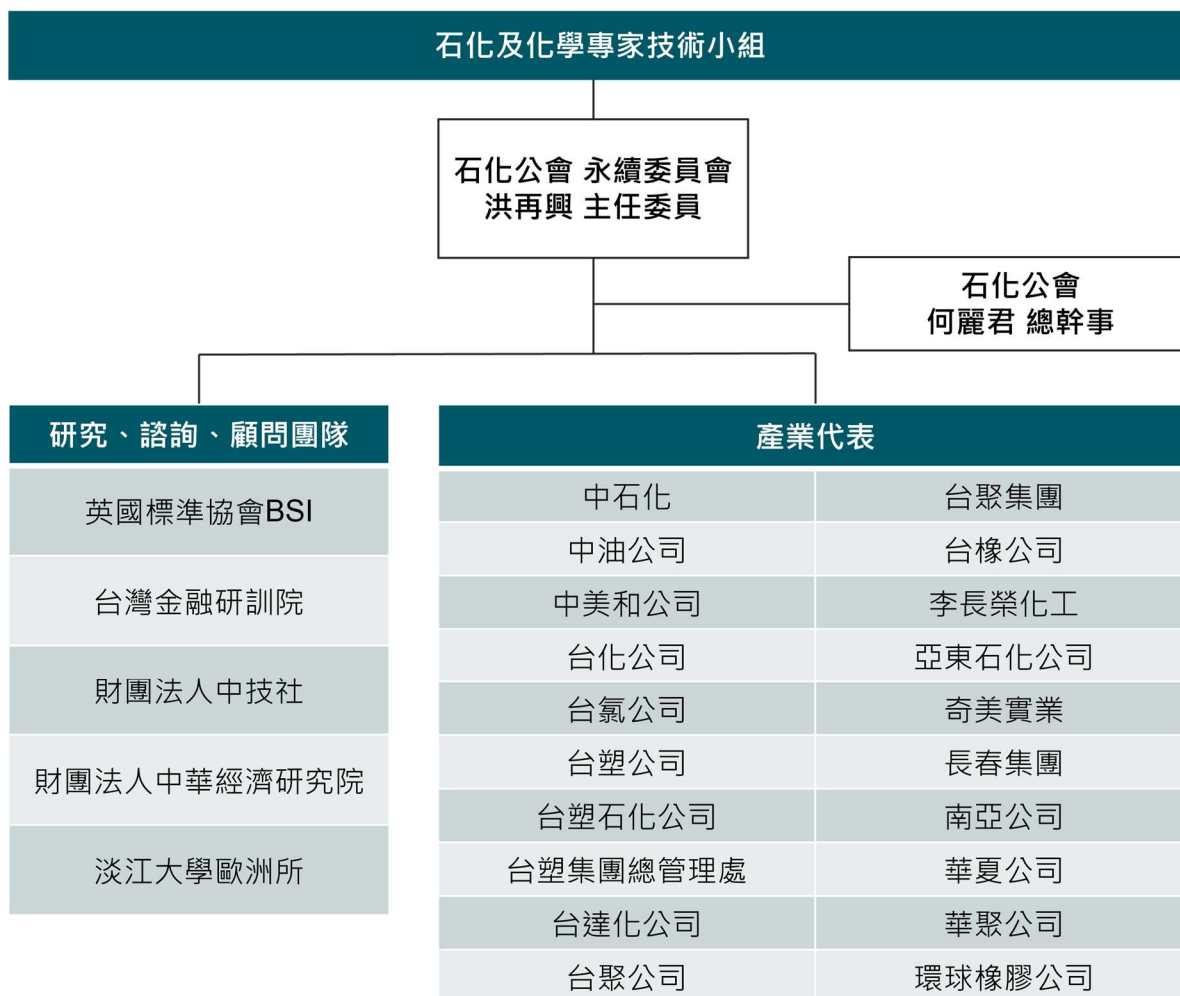 石化及化學專家技術小組
石化公會 永續委員會
洪再興 主任委員
石化公會
何麗君 總幹事
研究、諮詢、顧問團隊
英國標準協會BSI
台灣金融研訓院
財團法人中技社
財團法人中華經濟研究院
淡江大學歐洲所
產業代表
中石化 台聚集團
中油公司 台橡公司
中美和公司 李長榮化工
台化公司 亞東石化公司
台氯公司 奇美實業
台塑公司 長春集團
台塑石化公司 南亞公司
台塑集團總管理處 華夏公司
台達化公司 華聚公司
台聚公司 環球橡膠公司